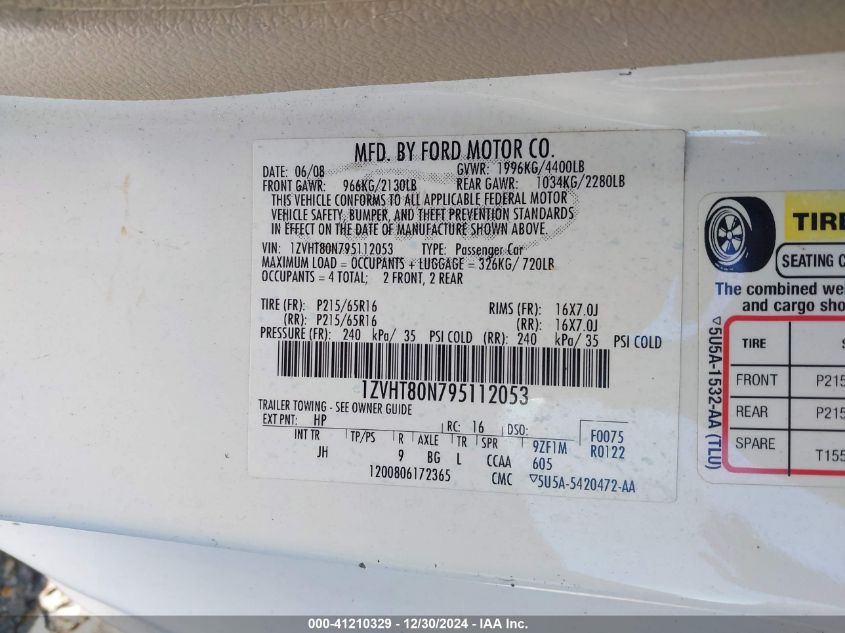 MFD. BY FORD MOTOR CO.
DATE: 06/08 GVWR: 1996KG/4400LB
FRONT GAWR: 966KG/2130LB REAR GAWR: 1034KG/2280LB
THIS VEHICLE CONFORMS TO ALL APPLICABLE FEDERAL MOTOR
VEHICLE SAFETY, BUMPER, AND THEFT PREVENTION STANDARDS
IN EFFECT ON THE DATE OF MANUFACTURE SHOWN ABOVE.
VIN: 1ZVHT80N795112053 TYPE: Passenger Car
MAXIMUM LOAD = OCCUPANTS + LUGGAGE = 326KG/720LB
OCCUPANTS = 4 TOTAL; 2 FRONT, 2 REAR
TIRE (FR): P215/65R16 RIMS (FR): 16X7.0J
(RR): P215/65R16 (RR): 16X7.0J
PRESSURE (FR): 240 kPa/ 35 PSI COLD (RR): 240 kPa/ 35 PSI COLD
1ZVHT80N795112053
TRAILER TOWING - SEE OWNER GUIDE
EXT PNT: HP RC: 16 DSO: F0075
INT TR TP/PS R AXLE TR SPR 9ZF1M R0122
JH 9 BG L CCAA 605
1200806172365 CMC ▽5U5A-5420472-AA
TIRE
SEATING C
The combined wei
and cargo sho
TIRE S
FRONT P215
REAR P215
SPARE T155
▽5U5A-1532-AA (TLU)
000-41210329 - 12/30/2024 - IAA Inc.